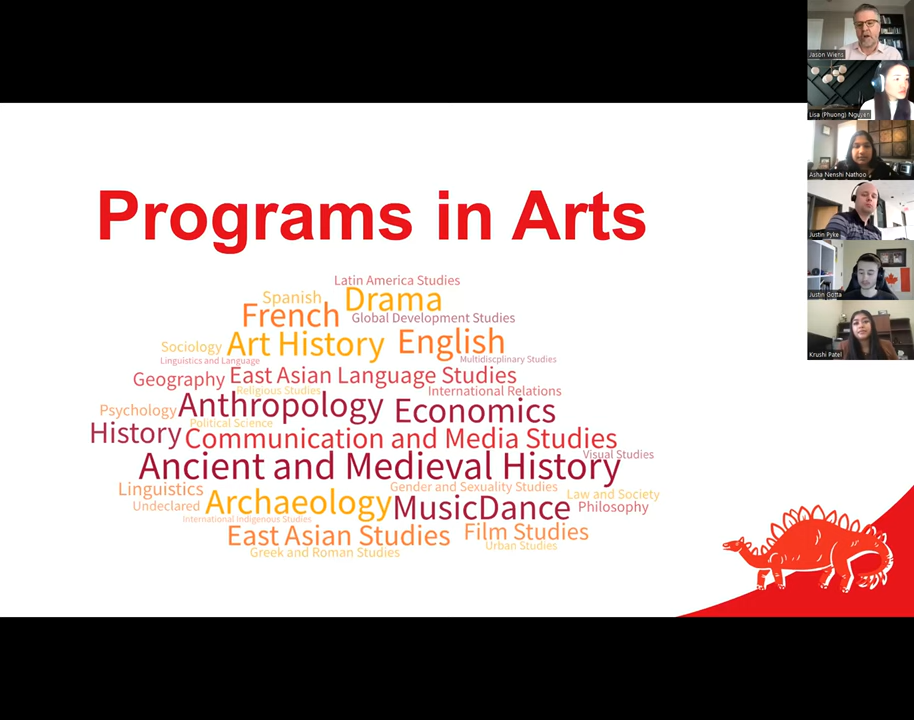 Programs in Arts
Latin America Studies
Spanish
Drama
French
Global Development Studies
Sociology
Art History
English
Linguistics and Language
Multidisciplinary Studies
Geography
East Asian Language Studies
Religious Studies
International Relations
Psychology
Anthropology
Economics
Political Science
History
Communication and Media Studies
Visual Studies
Ancient and Medieval History
Linguistics
Gender and Sexuality Studies
Law and Society
Undeclared
Archaeology
MusicDance
Philosophy
International Indigenous Studies
East Asian Studies
Film Studies
Urban Studies
Greek and Roman Studies
Jason Wiens
Lisa (Phuong) Nguyen
Asha Nenshi Nathoo
Justin Pyke
Justin Gotta
Krushi Patel